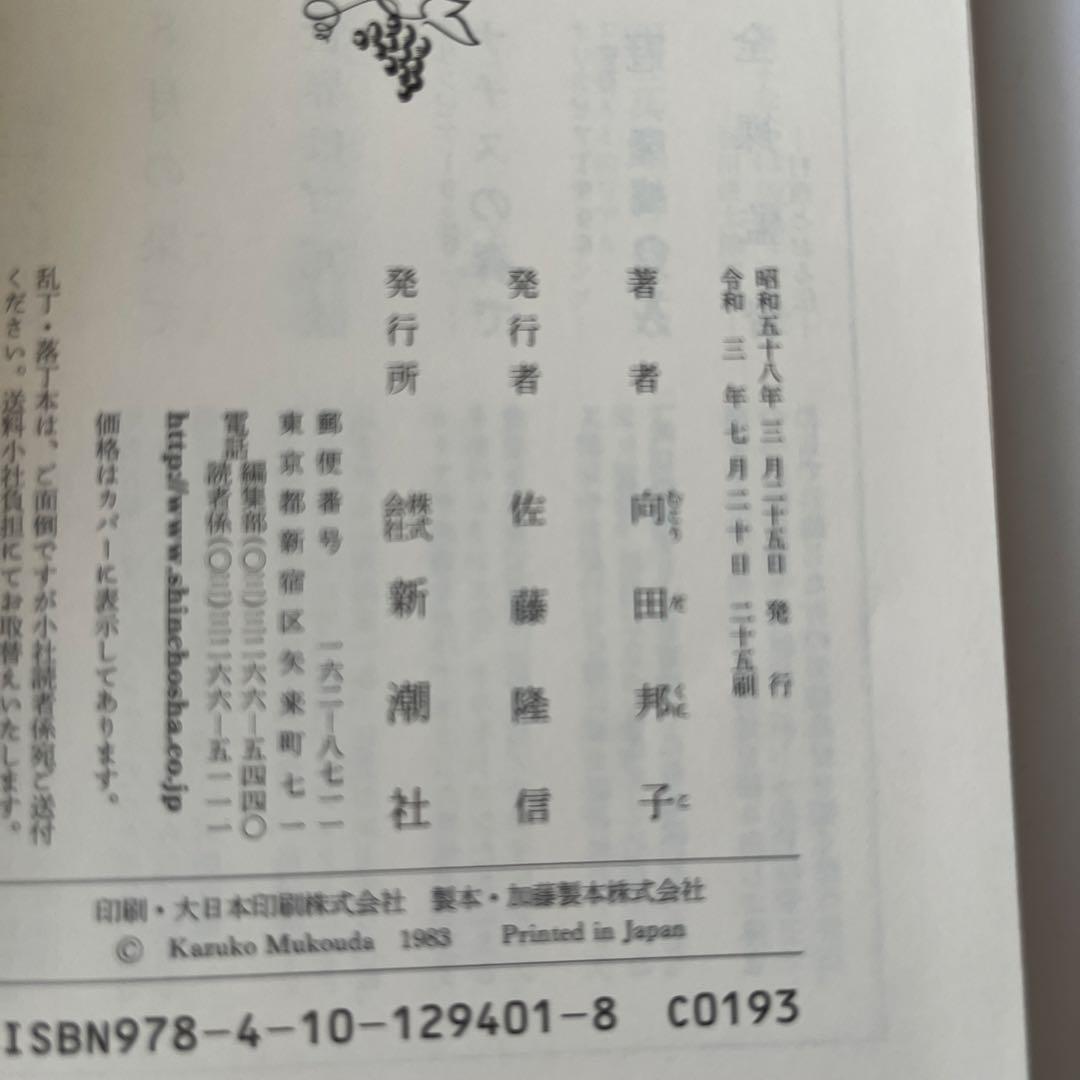 昭和五十八年三月二十五日 発行
令和三年七月二十日 二十五刷
著者 向田邦子
むこうだくにこ
発行者 佐藤隆信
発行所 株式会社 新潮社
郵便番号 一六二―八七一一
東京都新宿区矢来町七一
電話 編集部(〇三)三二六六―五四四〇
読者係(〇三)三二六六―五一一一
http://www.shinchosha.co.jp
価格はカバーに表示してあります。
乱丁・落丁本は、ご面倒ですが小社読者係宛ご送付
ください。送料小社負担にてお取替えいたします。
印刷・大日本印刷株式会社 製本・加藤製本株式会社
© Kazuko Mukouda 1983 Printed in Japan
ISBN978-4-10-129401-8 C0193